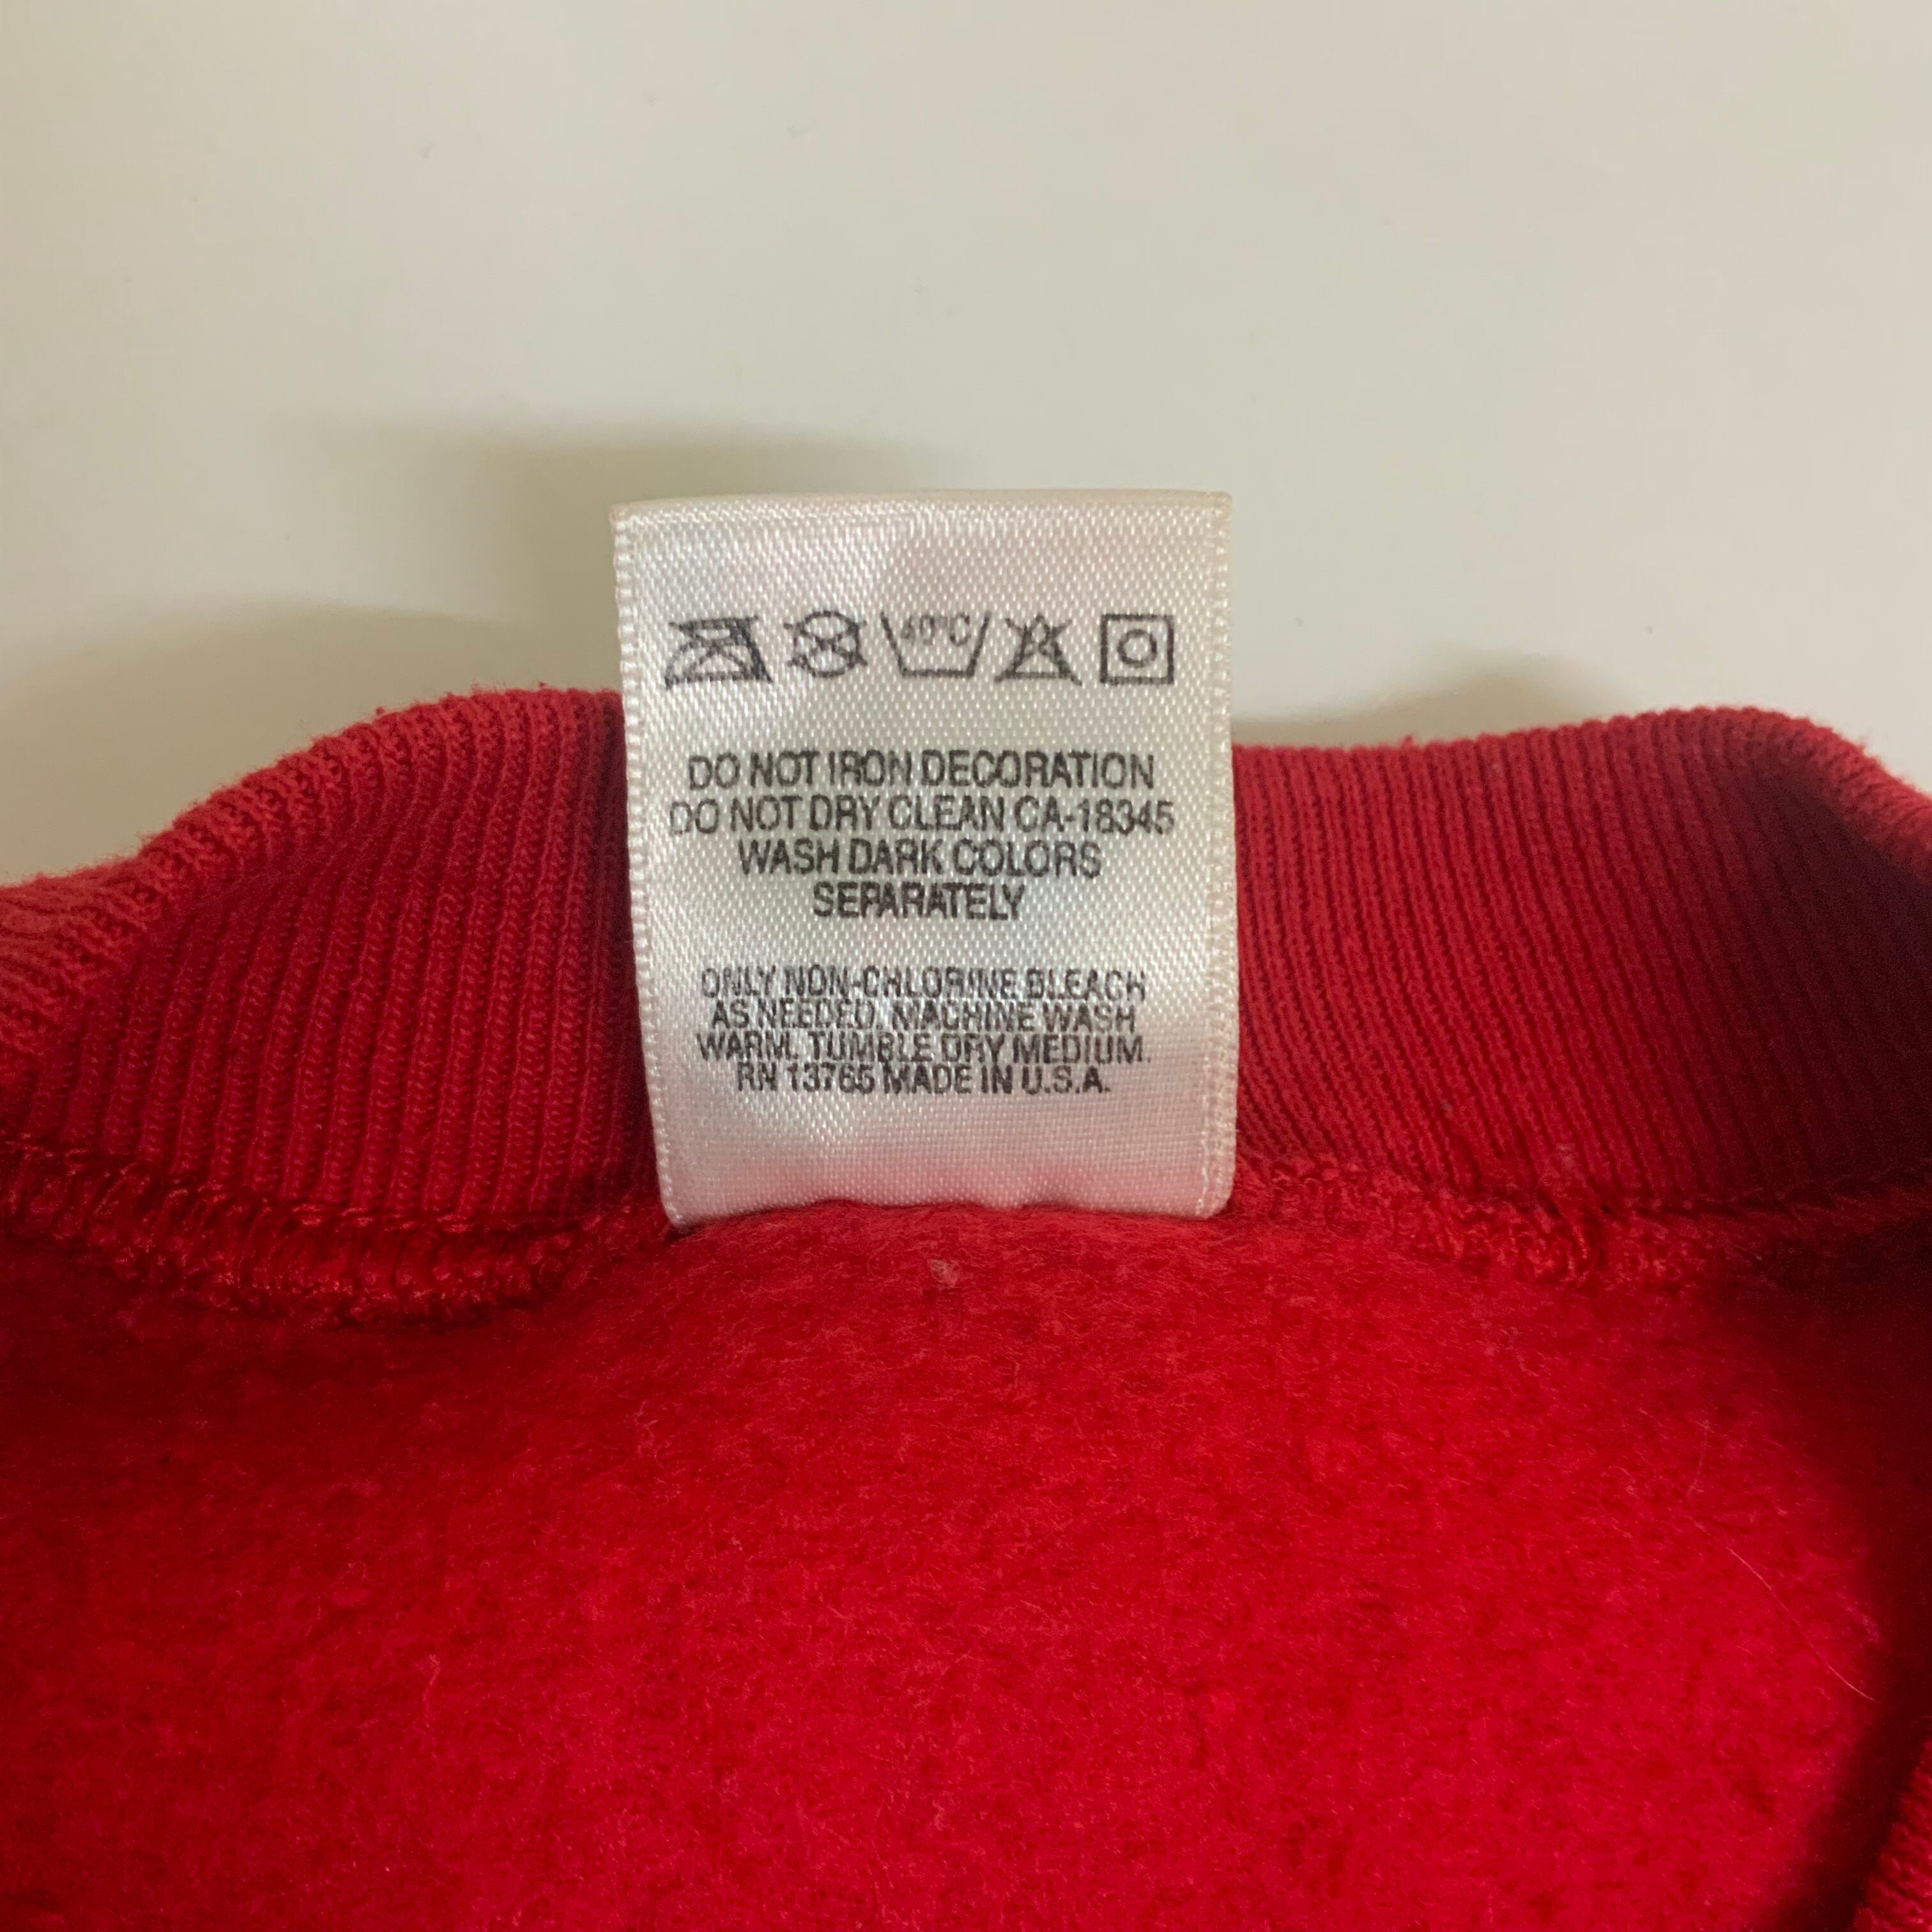 40°C
DO NOT IRON DECORATION
DO NOT DRY CLEAN CA-18345
WASH DARK COLORS
SEPARATELY
ONLY NON-CHLORINE BLEACH
AS NEEDED. MACHINE WASH
WARM. TUMBLE DRY MEDIUM.
RN 13765 MADE IN U.S.A.